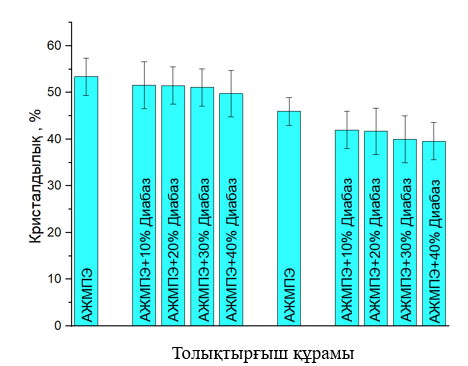 Кристалдылық , %
60
50
40
30
20
10
0
АЖМПЭ
АЖМПЭ+10% Диабаз
АЖМПЭ+20% Диабаз
АЖМПЭ+30% Диабаз
АЖМПЭ+40% Диабаз
АЖМПЭ
АЖМПЭ+10% Диабаз
АЖМПЭ+20% Диабаз
АЖМПЭ+30% Диабаз
АЖМПЭ+40% Диабаз
Толықтырғыш құрамы